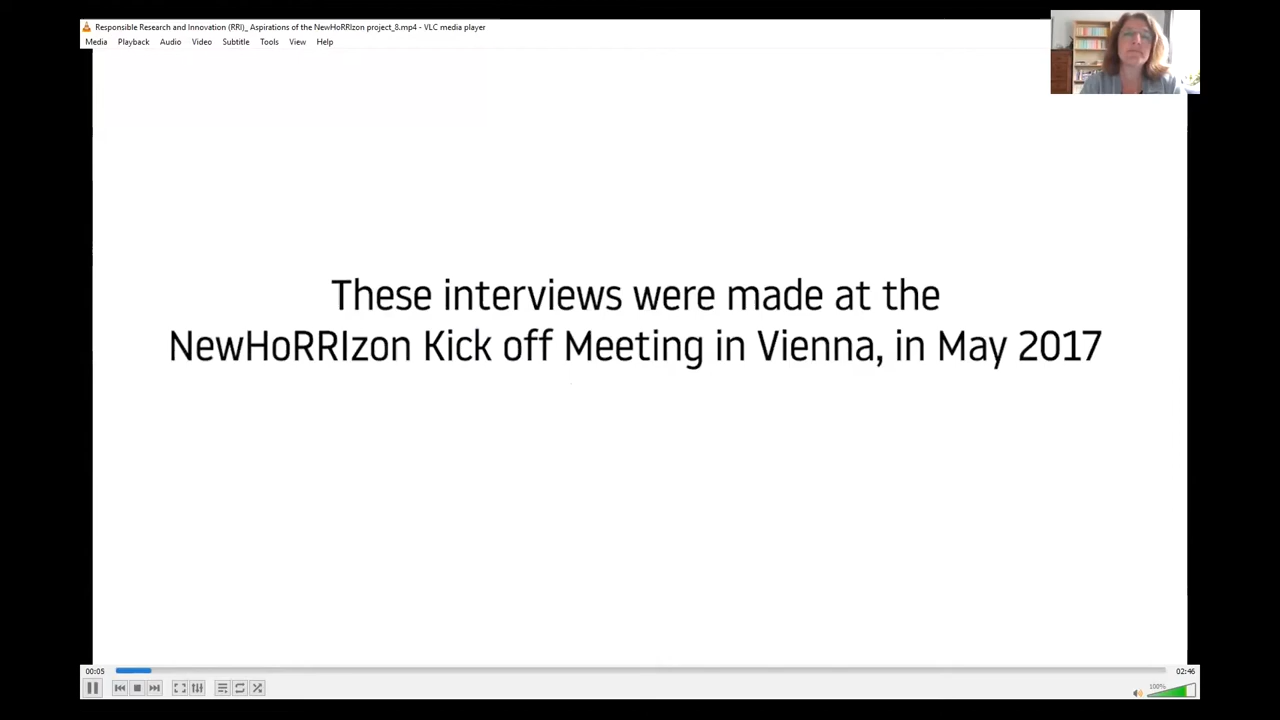 Responsible Research and Innovation (RRI)_ Aspirations of the NewHoRRIzon project_8.mp4 - VLC media player
Media Playback Audio Video Subtitle Tools View Help
These interviews were made at the
NewHoRRIzon Kick off Meeting in Vienna, in May 2017
00:05 02:46
100%